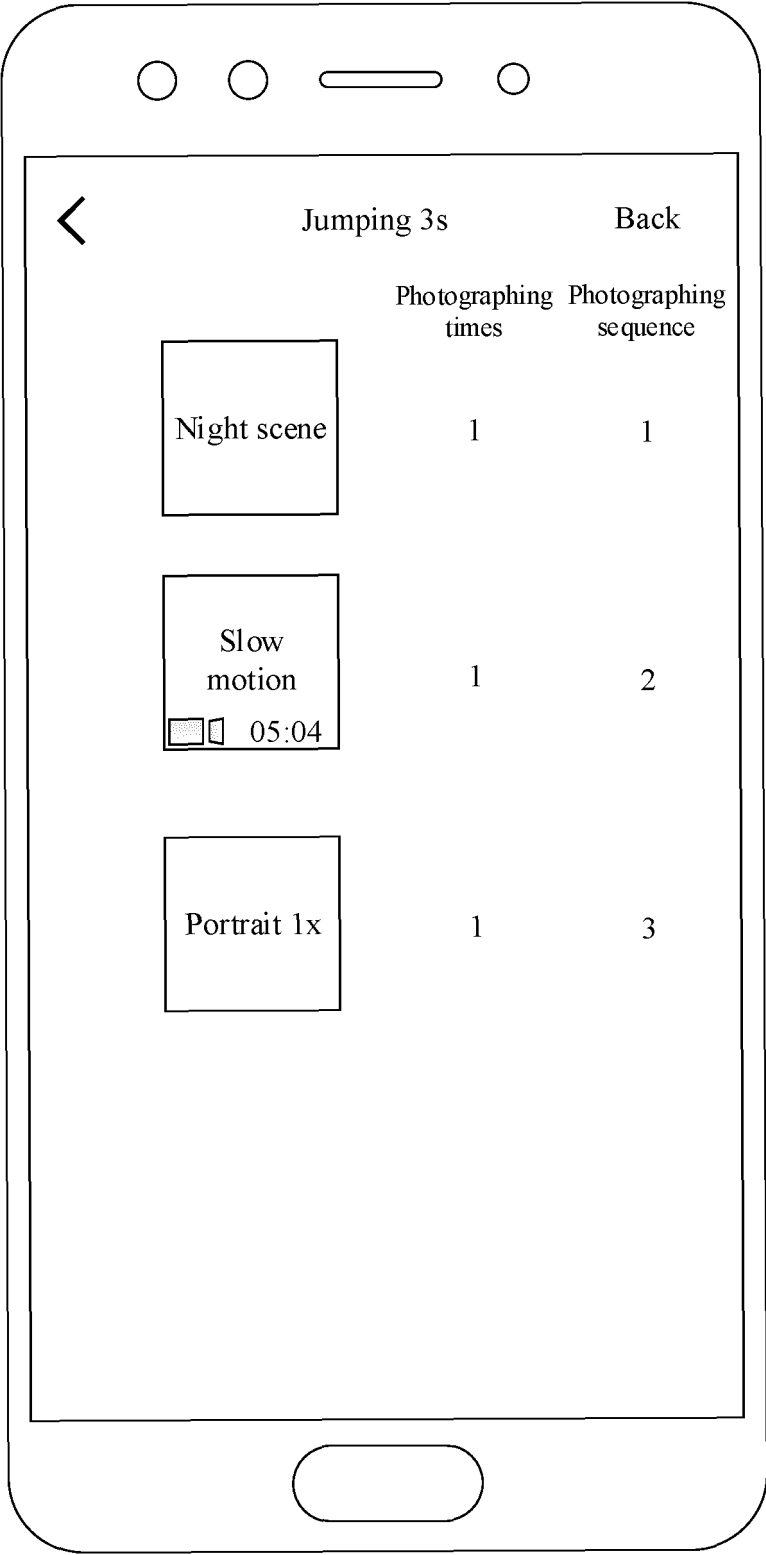 Jumping 3s Back
Photographing Photographing
times sequence
Night scene 1 1
Slow
motion 1 2
05:04
Portrait 1x 1 3